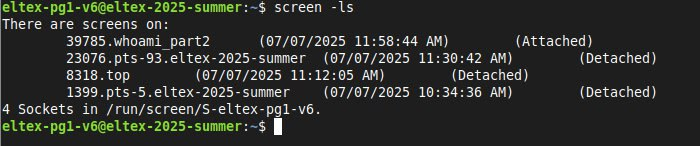 eltex-pg1-v6@eltex-2025-summer:~$ screen -ls
There are screens on:
        39785.whoami_part2      (07/07/2025 11:58:44 AM)        (Attached)
        23076.pts-93.eltex-2025-summer  (07/07/2025 11:30:42 AM)        (Detached)
        8318.top        (07/07/2025 11:12:05 AM)        (Detached)
        1399.pts-5.eltex-2025-summer    (07/07/2025 10:34:36 AM)        (Detached)
4 Sockets in /run/screen/S-eltex-pg1-v6.
eltex-pg1-v6@eltex-2025-summer:~$